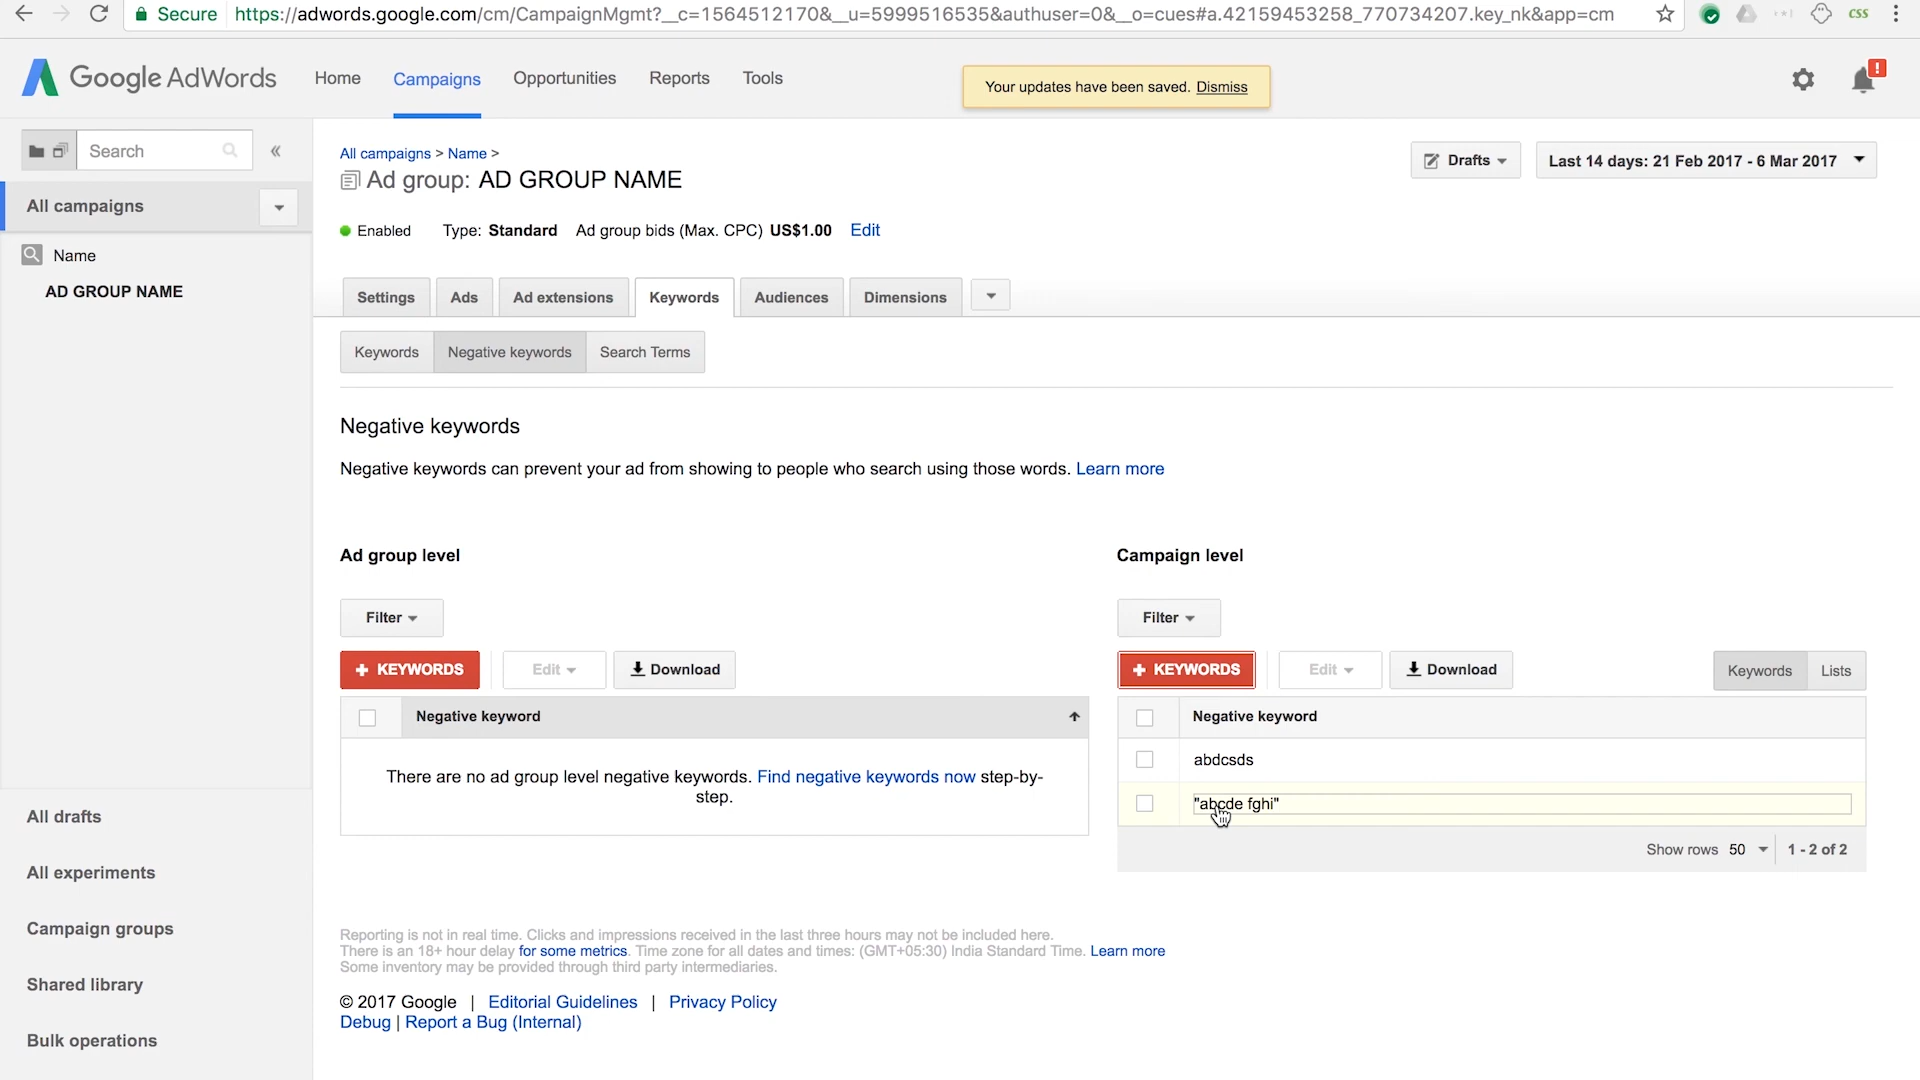 Secure https://adwords.google.com/cm/CampaignMgmt?__c=1564512170&__u=5999516535&authuser=0&__o=cues#a.42159453258_770734207.key_nk&app=cm css
Google AdWords Home Campaigns Opportunities Reports Tools
Your updates have been saved. Dismiss
!
Search
All campaigns > Name >
Ad group: AD GROUP NAME
Drafts
Last 14 days: 21 Feb 2017 - 6 Mar 2017
All campaigns
Enabled Type: Standard Ad group bids (Max. CPC) US$1.00 Edit
Name
AD GROUP NAME
Settings Ads Ad extensions Keywords Audiences Dimensions
Keywords Negative keywords Search Terms
Negative keywords
Negative keywords can prevent your ad from showing to people who search using those words. Learn more
Ad group level
Filter
+ KEYWORDS Edit Download
Negative keyword
There are no ad group level negative keywords. Find negative keywords now step-by-
step.
Campaign level
Filter
+ KEYWORDS Edit Download Keywords Lists
Negative keyword
abdcsds
"abcde fghi"
Show rows 50 1 - 2 of 2
All drafts
All experiments
Campaign groups
Shared library
Bulk operations
Reporting is not in real time. Clicks and impressions received in the last three hours may not be included here.
There is an 18+ hour delay for some metrics. Time zone for all dates and times: (GMT+05:30) India Standard Time. Learn more
Some inventory may be provided through third party intermediaries.
© 2017 Google | Editorial Guidelines | Privacy Policy
Debug | Report a Bug (Internal)